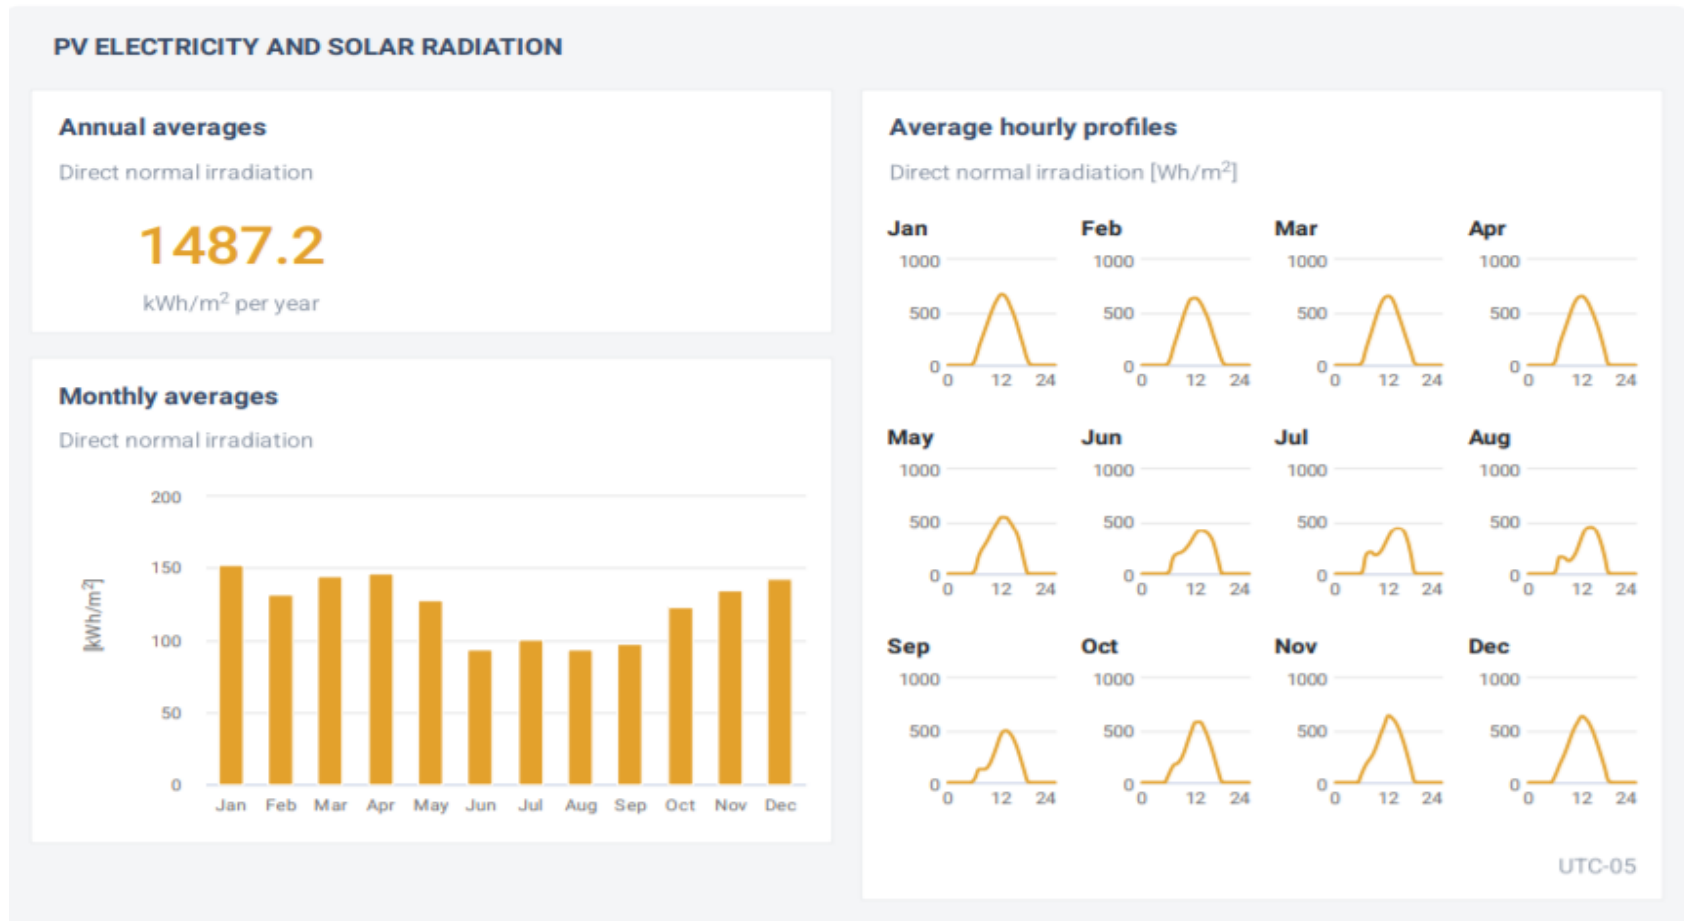 PV ELECTRICITY AND SOLAR RADIATION
Annual averages
Direct normal irradiation
1487.2
kWh/m² per year
Monthly averages
Direct normal irradiation
200
150
100
50
0
[kWh/m²]
Jan Feb Mar Apr May Jun Jul Aug Sep Oct Nov Dec
Average hourly profiles
Direct normal irradiation [Wh/m²]
Jan Feb Mar Apr
1000 1000 1000 1000
500 500 500 500
0 0 0 0
0 12 24 0 12 24 0 12 24 0 12 24
May Jun Jul Aug
1000 1000 1000 1000
500 500 500 500
0 0 0 0
0 12 24 0 12 24 0 12 24 0 12 24
Sep Oct Nov Dec
1000 1000 1000 1000
500 500 500 500
0 0 0 0
0 12 24 0 12 24 0 12 24 0 12 24
UTC-05